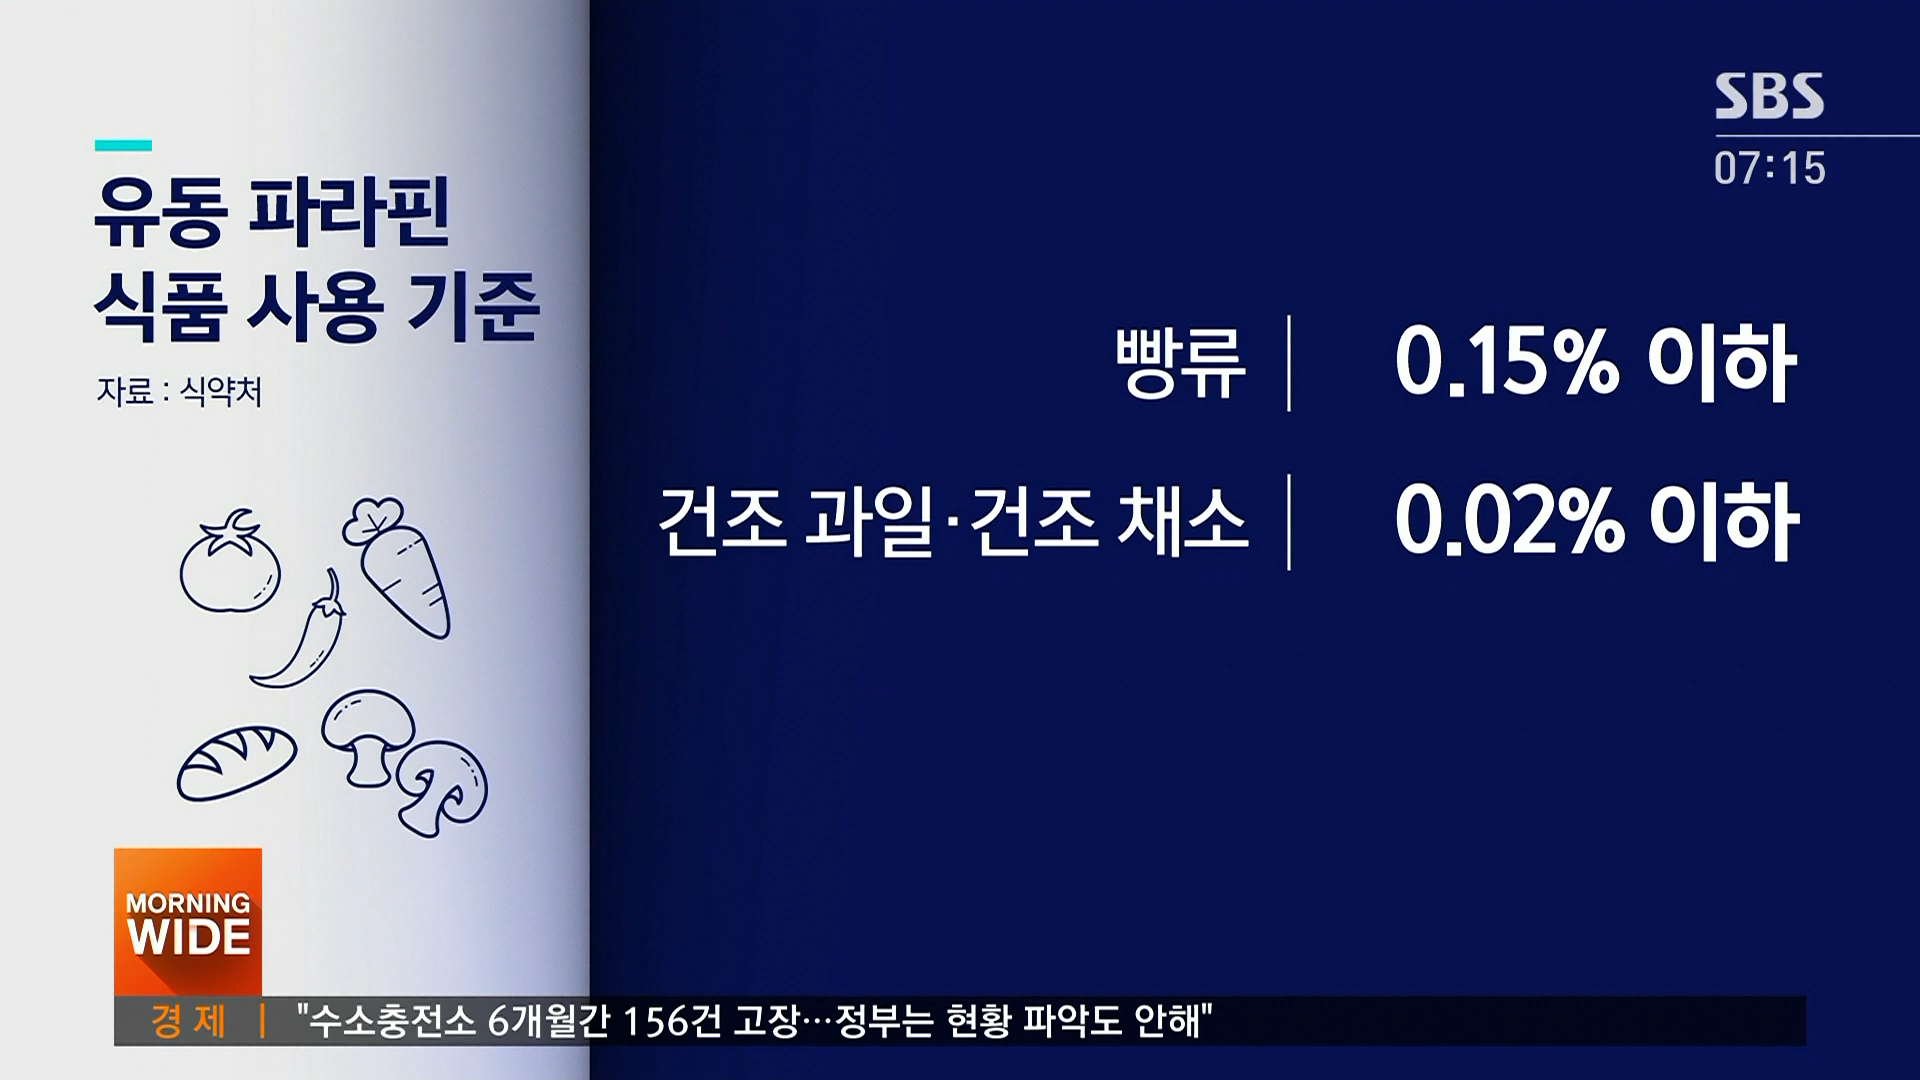 SBS
07:15
유동 파라핀
식품 사용 기준
자료 : 식약처
빵류 0.15% 이하
건조 과일·건조 채소 0.02% 이하
MORNING
WIDE
경제 | "수소충전소 6개월간 156건 고장…정부는 현황 파악도 안해"